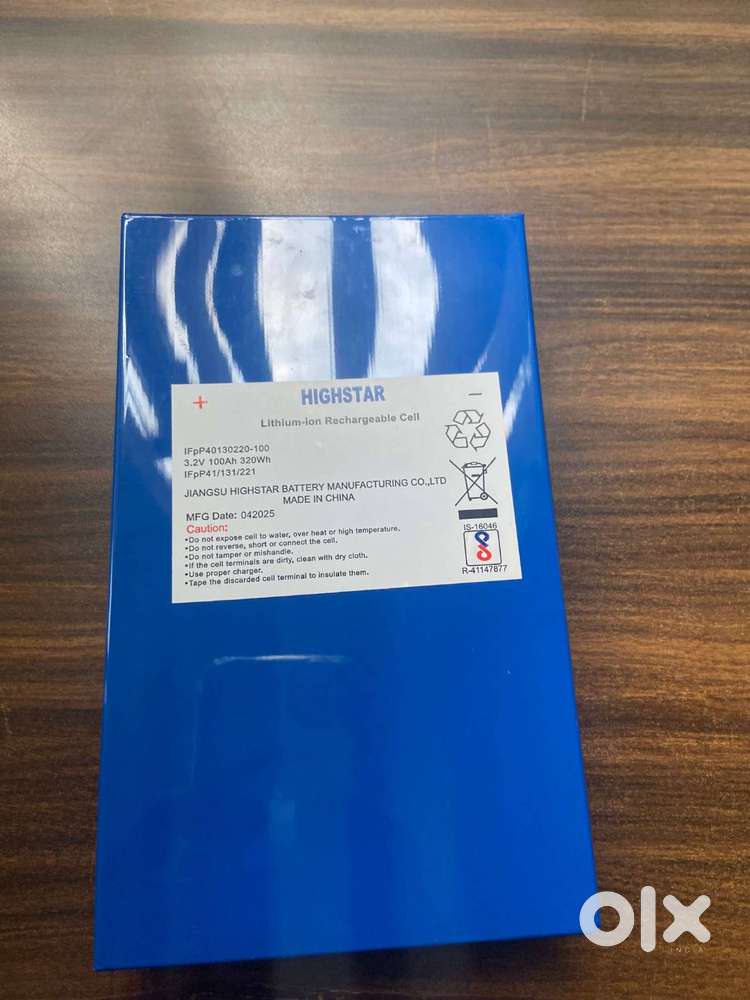 HIGHSTAR
+
−
Lithium-ion Rechargeable Cell
IFpP40130220-100
3.2V 100Ah 320Wh
IFpP41/131/221
JIANGSU HIGHSTAR BATTERY MANUFACTURING CO.,LTD
MADE IN CHINA
MFG Date: 042025
Caution:
•Do not expose cell to water, over heat or high temperature.
•Do not reverse, short or connect the cell.
•Do not tamper or mishandle.
•If the cell terminals are dirty, clean with dry cloth.
•Use proper charger.
•Tape the discarded cell terminal to insulate them.
IS-16046
R-41147877
olx
INDIA